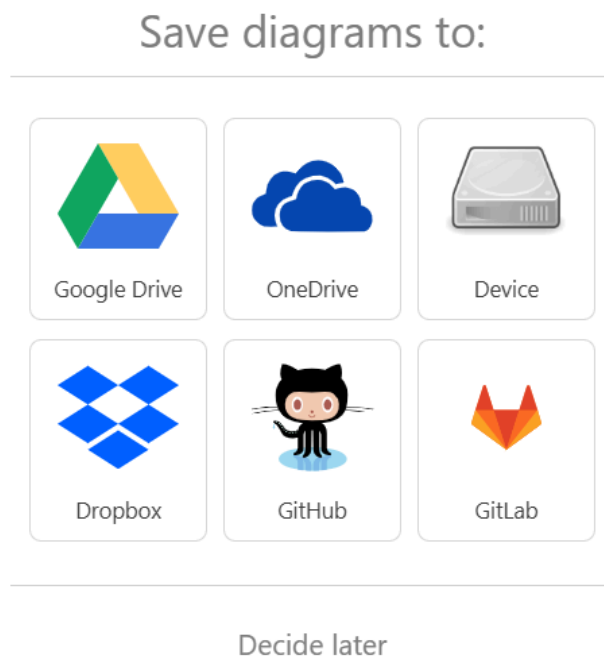 Save diagrams to:
Google Drive
OneDrive
Device
Dropbox
GitHub
GitLab
Decide later